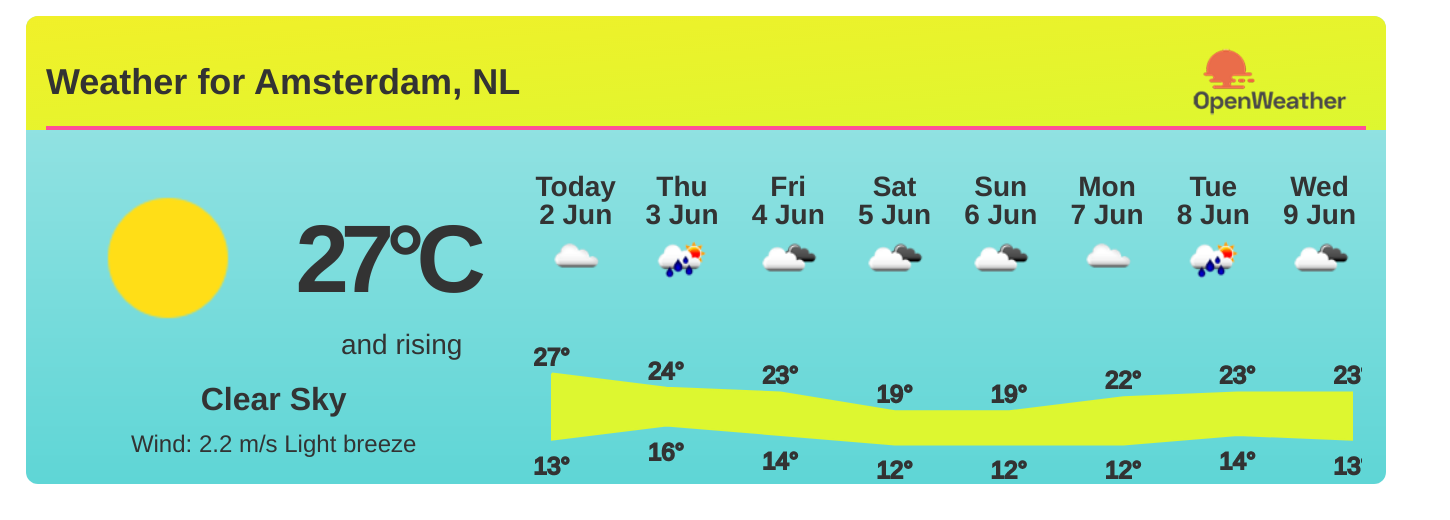 Weather for Amsterdam, NL
OpenWeather
27°C
and rising
Clear Sky
Wind: 2.2 m/s Light breeze
Today Thu Fri Sat Sun Mon Tue Wed
2 Jun 3 Jun 4 Jun 5 Jun 6 Jun 7 Jun 8 Jun 9 Jun
27° 24° 23° 19° 19° 22° 23° 23°
13° 16° 14° 12° 12° 12° 14° 13°